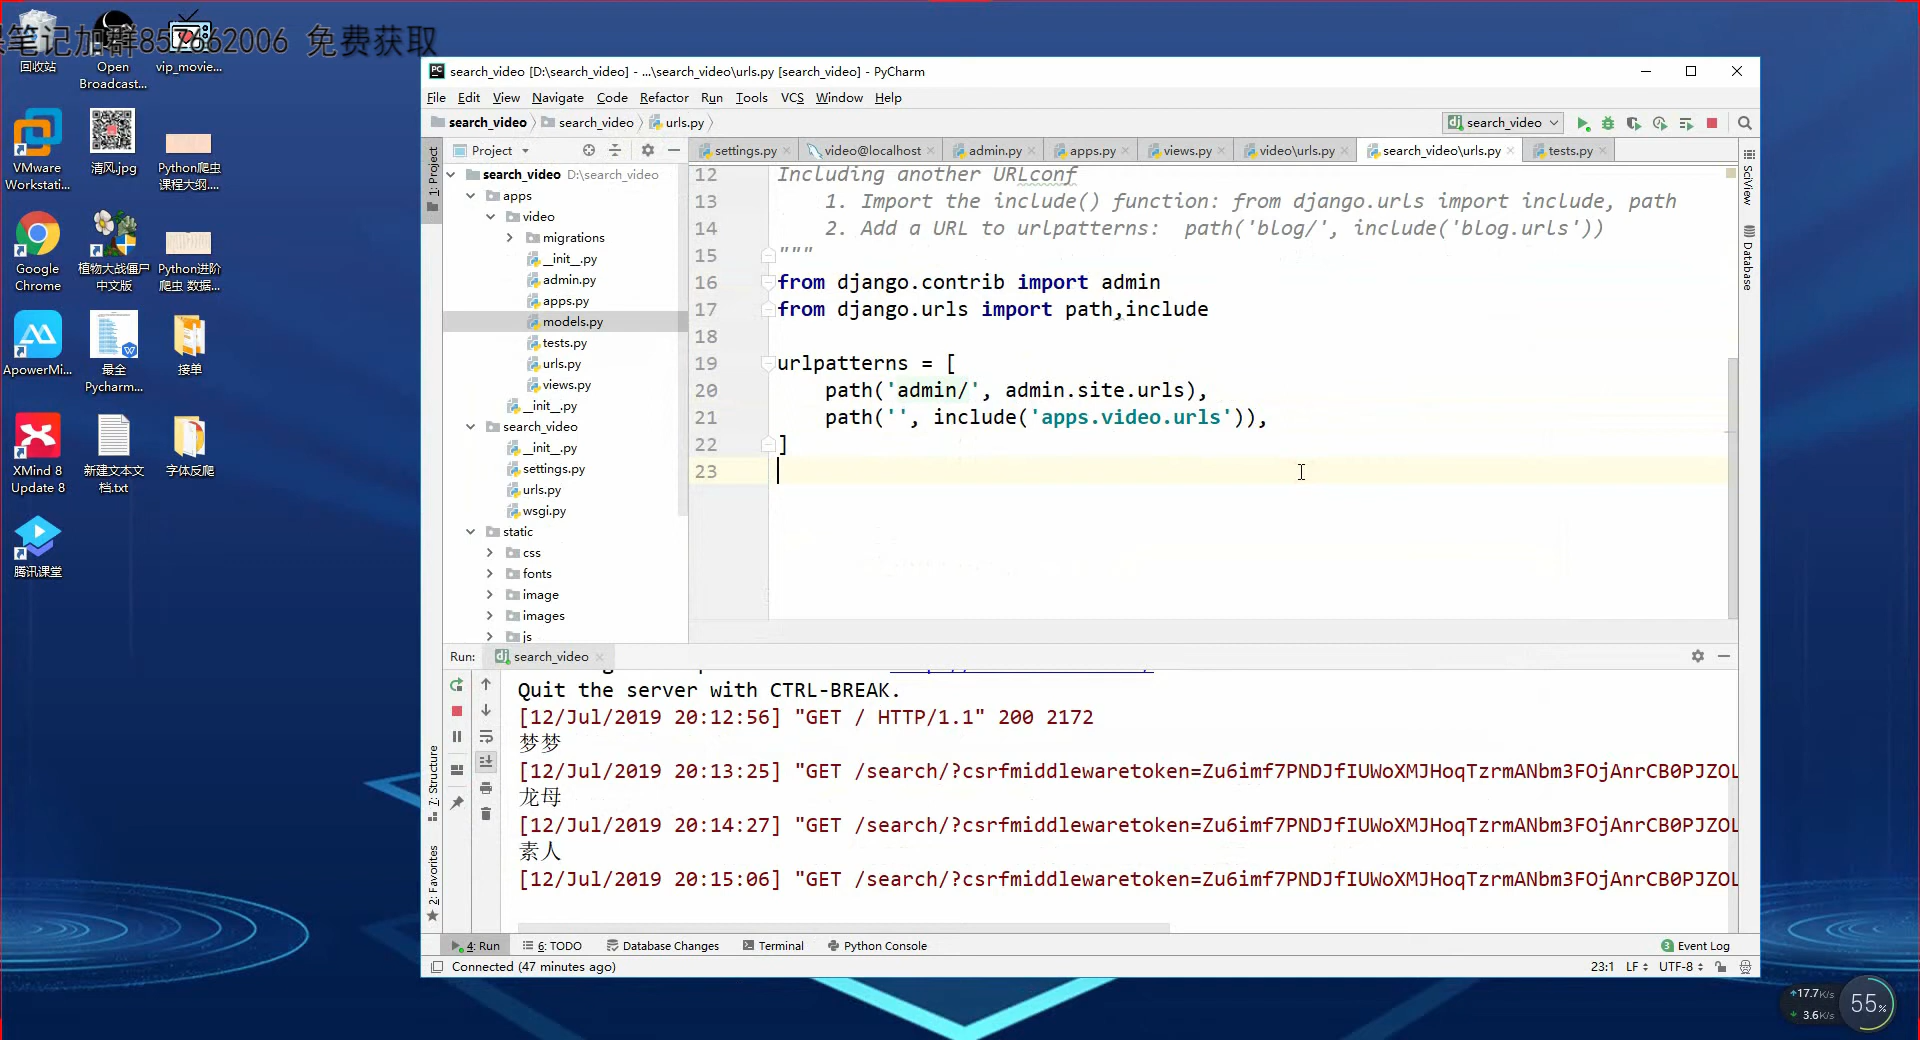 课笔记加群857662006 免费获取
回收站
Open
Broadcast...
vip_movie...
VMware
Workstati...
清风.jpg
Python爬虫
课程大纲....
Google
Chrome
植物大战僵尸
中文版
Python进阶
爬虫 数据...
ApowerMi...
最全
Pycharm...
接单
XMind 8
Update 8
新建文本文
档.txt
字体反爬
腾讯课堂
search_video [D:\search_video] - ...\search_video\urls.py [search_video] - PyCharm
File Edit View Navigate Code Refactor Run Tools VCS Window Help
search_video search_video urls.py
search_video
1: Project
Project
settings.py video@localhost admin.py apps.py views.py video\urls.py search_video\urls.py tests.py
search_video D:\search_video
apps
video
migrations
__init__.py
admin.py
apps.py
models.py
tests.py
urls.py
views.py
__init__.py
search_video
__init__.py
settings.py
urls.py
wsgi.py
static
css
fonts
image
images
js
12 Including another URLconf
13 1. Import the include() function: from django.urls import include, path
14 2. Add a URL to urlpatterns:  path('blog/', include('blog.urls'))
15 """
16 from django.contrib import admin
17 from django.urls import path,include
18
19 urlpatterns = [
20 path('admin/', admin.site.urls),
21 path('', include('apps.video.urls')),
22 ]
23
SciView
Database
Run: search_video
Quit the server with CTRL-BREAK.
[12/Jul/2019 20:12:56] "GET / HTTP/1.1" 200 2172
梦梦
[12/Jul/2019 20:13:25] "GET /search/?csrfmiddlewaretoken=Zu6imf7PNDJfIUWoXMJHoqTzrmANbm3FOjAnrCB0PJZOL
龙母
[12/Jul/2019 20:14:27] "GET /search/?csrfmiddlewaretoken=Zu6imf7PNDJfIUWoXMJHoqTzrmANbm3FOjAnrCB0PJZOL
素人
[12/Jul/2019 20:15:06] "GET /search/?csrfmiddlewaretoken=Zu6imf7PNDJfIUWoXMJHoqTzrmANbm3FOjAnrCB0PJZOL
7: Structure
2: Favorites
4: Run 6: TODO Database Changes Terminal Python Console 3 Event Log
Connected (47 minutes ago) 23:1 LF UTF-8
17.7K/s
3.6K/s
55%